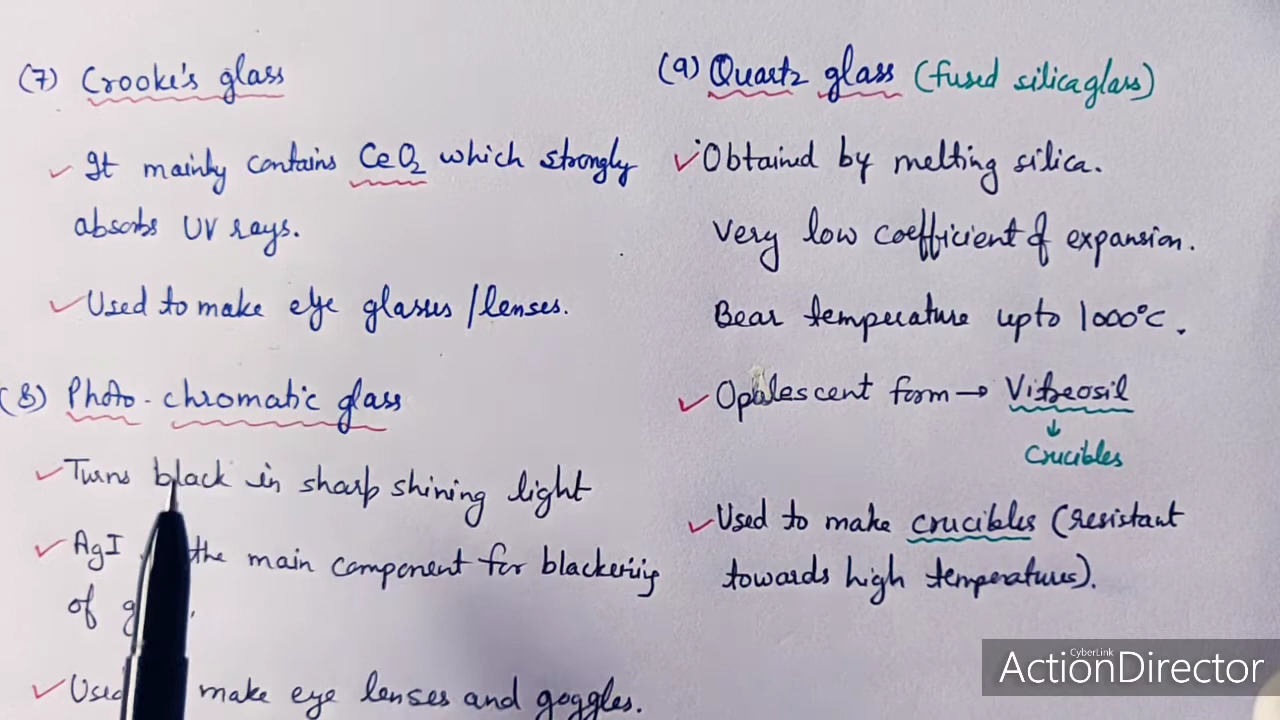 (7) Crooke's glass
It mainly contains CeO2 which strongly
absorbs UV rays.
Used to make eye glasses/lenses.
(8) Photo-chromatic glass
Turns black in sharp shining light
AgI the main component for blackening
of
Used make eye lenses and goggles.
(9) Quartz glass (fused silica glass)
Obtained by melting silica.
Very low coefficient of expansion.
Bear temperature upto 1000°C.
Opalescent form → Vitreosil
↓
Crucibles
Used to make crucibles (resistant
towards high temperatures).
CyberLink
ActionDirector